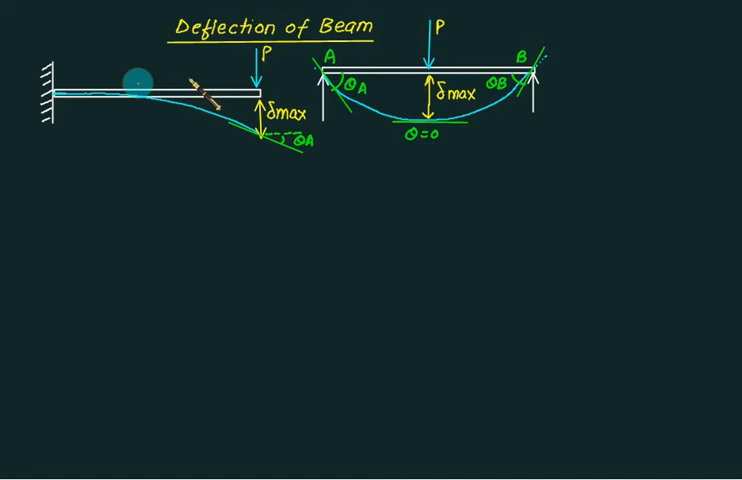 Deflection of Beam
P
δmax
θA
P
A
B
θA
δmax
θB
θ=0